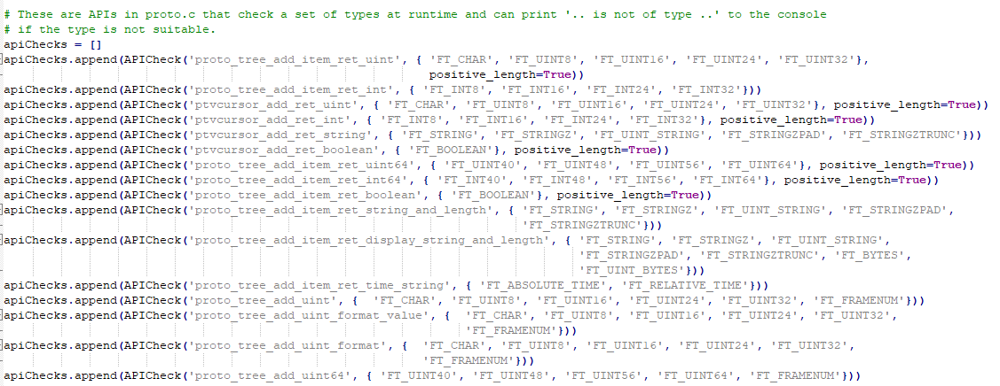 # These are APIs in proto.c that check a set of types at runtime and can print '.. is not of type ..' to the console
# if the type is not suitable.
apiChecks = []
apiChecks.append(APICheck('proto_tree_add_item_ret_uint', { 'FT_CHAR', 'FT_UINT8', 'FT_UINT16', 'FT_UINT24', 'FT_UINT32'},
positive_length=True))
apiChecks.append(APICheck('proto_tree_add_item_ret_int', { 'FT_INT8', 'FT_INT16', 'FT_INT24', 'FT_INT32'}))
apiChecks.append(APICheck('ptvcursor_add_ret_uint', { 'FT_CHAR', 'FT_UINT8', 'FT_UINT16', 'FT_UINT24', 'FT_UINT32'}, positive_length=True))
apiChecks.append(APICheck('ptvcursor_add_ret_int', { 'FT_INT8', 'FT_INT16', 'FT_INT24', 'FT_INT32'}, positive_length=True))
apiChecks.append(APICheck('ptvcursor_add_ret_string', { 'FT_STRING', 'FT_STRINGZ', 'FT_UINT_STRING', 'FT_STRINGZPAD', 'FT_STRINGZTRUNC'}))
apiChecks.append(APICheck('ptvcursor_add_ret_boolean', { 'FT_BOOLEAN'}, positive_length=True))
apiChecks.append(APICheck('proto_tree_add_item_ret_uint64', { 'FT_UINT40', 'FT_UINT48', 'FT_UINT56', 'FT_UINT64'}, positive_length=True))
apiChecks.append(APICheck('proto_tree_add_item_ret_int64', { 'FT_INT40', 'FT_INT48', 'FT_INT56', 'FT_INT64'}, positive_length=True))
apiChecks.append(APICheck('proto_tree_add_item_ret_boolean', { 'FT_BOOLEAN'}, positive_length=True))
apiChecks.append(APICheck('proto_tree_add_item_ret_string_and_length', { 'FT_STRING', 'FT_STRINGZ', 'FT_UINT_STRING', 'FT_STRINGZPAD',
'FT_STRINGZTRUNC'}))
apiChecks.append(APICheck('proto_tree_add_item_ret_display_string_and_length', { 'FT_STRING', 'FT_STRINGZ', 'FT_UINT_STRING',
'FT_STRINGZPAD', 'FT_STRINGZTRUNC', 'FT_BYTES',
'FT_UINT_BYTES'}))
apiChecks.append(APICheck('proto_tree_add_item_ret_time_string', { 'FT_ABSOLUTE_TIME', 'FT_RELATIVE_TIME'}))
apiChecks.append(APICheck('proto_tree_add_uint', {  'FT_CHAR', 'FT_UINT8', 'FT_UINT16', 'FT_UINT24', 'FT_UINT32', 'FT_FRAMENUM'}))
apiChecks.append(APICheck('proto_tree_add_uint_format_value', {  'FT_CHAR', 'FT_UINT8', 'FT_UINT16', 'FT_UINT24', 'FT_UINT32',
'FT_FRAMENUM'}))
apiChecks.append(APICheck('proto_tree_add_uint_format', {  'FT_CHAR', 'FT_UINT8', 'FT_UINT16', 'FT_UINT24', 'FT_UINT32',
'FT_FRAMENUM'}))
apiChecks.append(APICheck('proto_tree_add_uint64', { 'FT_UINT40', 'FT_UINT48', 'FT_UINT56', 'FT_UINT64', 'FT_FRAMENUM'}))